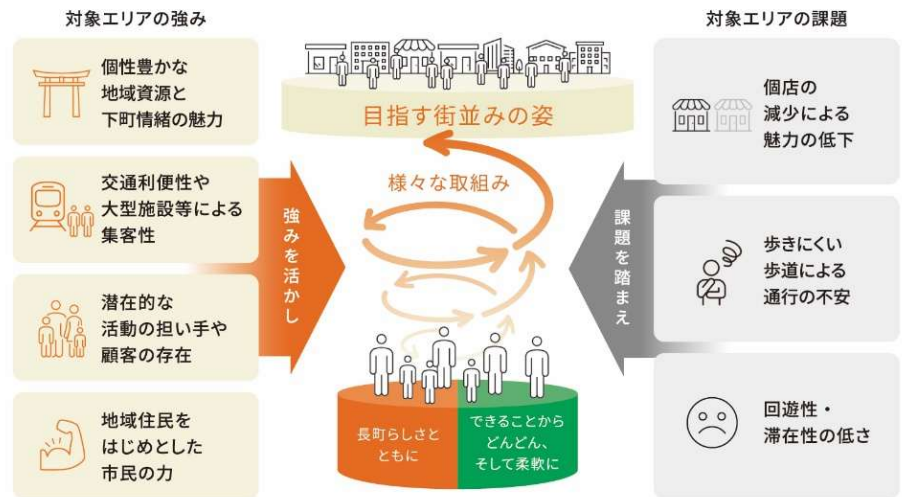 対象エリアの強み
個性豊かな
地域資源と
下町情緒の魅力
交通利便性や
大型施設等による
集客性
潜在的な
活動の担い手や
顧客の存在
地域住民を
はじめとした
市民の力
強みを活かし
目指す街並みの姿
様々な取組み
長町らしさと
ともに
できることから
どんどん、
そして柔軟に
課題を踏まえ
対象エリアの課題
個店の
減少による
魅力の低下
歩きにくい
歩道による
通行の不安
回遊性・
滞在性の低さ